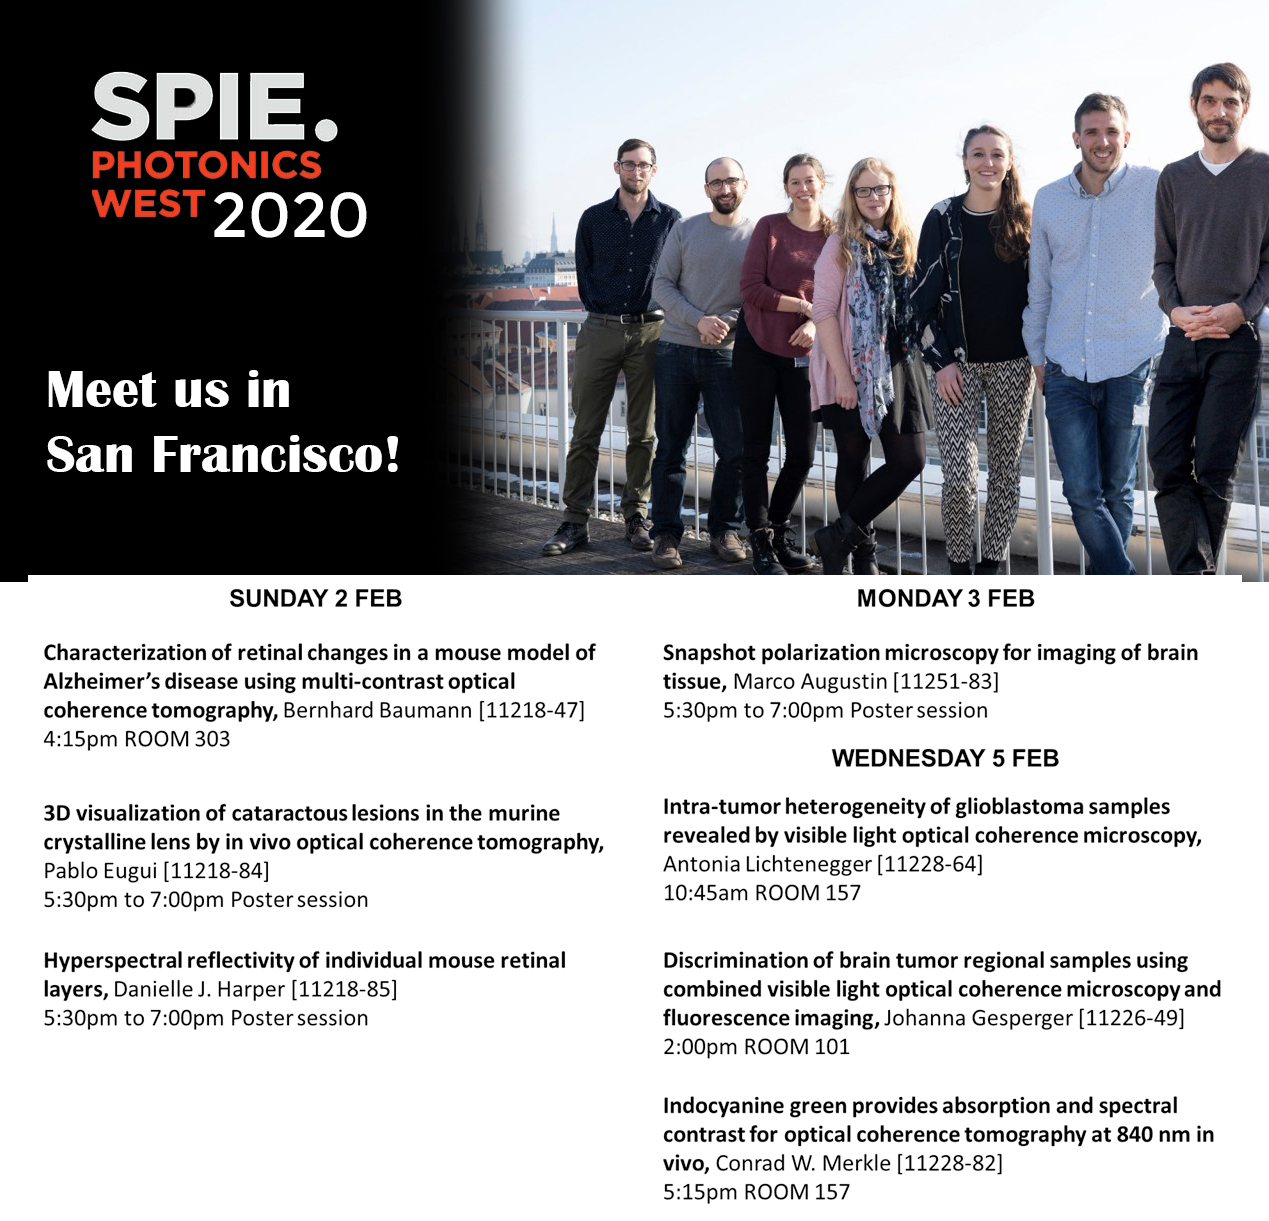 SPIE.
PHOTONICS
WEST 2020
Meet us in
San Francisco!
SUNDAY 2 FEB
Characterization of retinal changes in a mouse model of
Alzheimer’s disease using multi-contrast optical
coherence tomography, Bernhard Baumann [11218-47]
4:15pm ROOM 303
3D visualization of cataractous lesions in the murine
crystalline lens by in vivo optical coherence tomography,
Pablo Eugui [11218-84]
5:30pm to 7:00pm Poster session
Hyperspectral reflectivity of individual mouse retinal
layers, Danielle J. Harper [11218-85]
5:30pm to 7:00pm Poster session
MONDAY 3 FEB
Snapshot polarization microscopy for imaging of brain
tissue, Marco Augustin [11251-83]
5:30pm to 7:00pm Poster session
WEDNESDAY 5 FEB
Intra-tumor heterogeneity of glioblastoma samples
revealed by visible light optical coherence microscopy,
Antonia Lichtenegger [11228-64]
10:45am ROOM 157
Discrimination of brain tumor regional samples using
combined visible light optical coherence microscopy and
fluorescence imaging, Johanna Gesperger [11226-49]
2:00pm ROOM 101
Indocyanine green provides absorption and spectral
contrast for optical coherence tomography at 840 nm in
vivo, Conrad W. Merkle [11228-82]
5:15pm ROOM 157